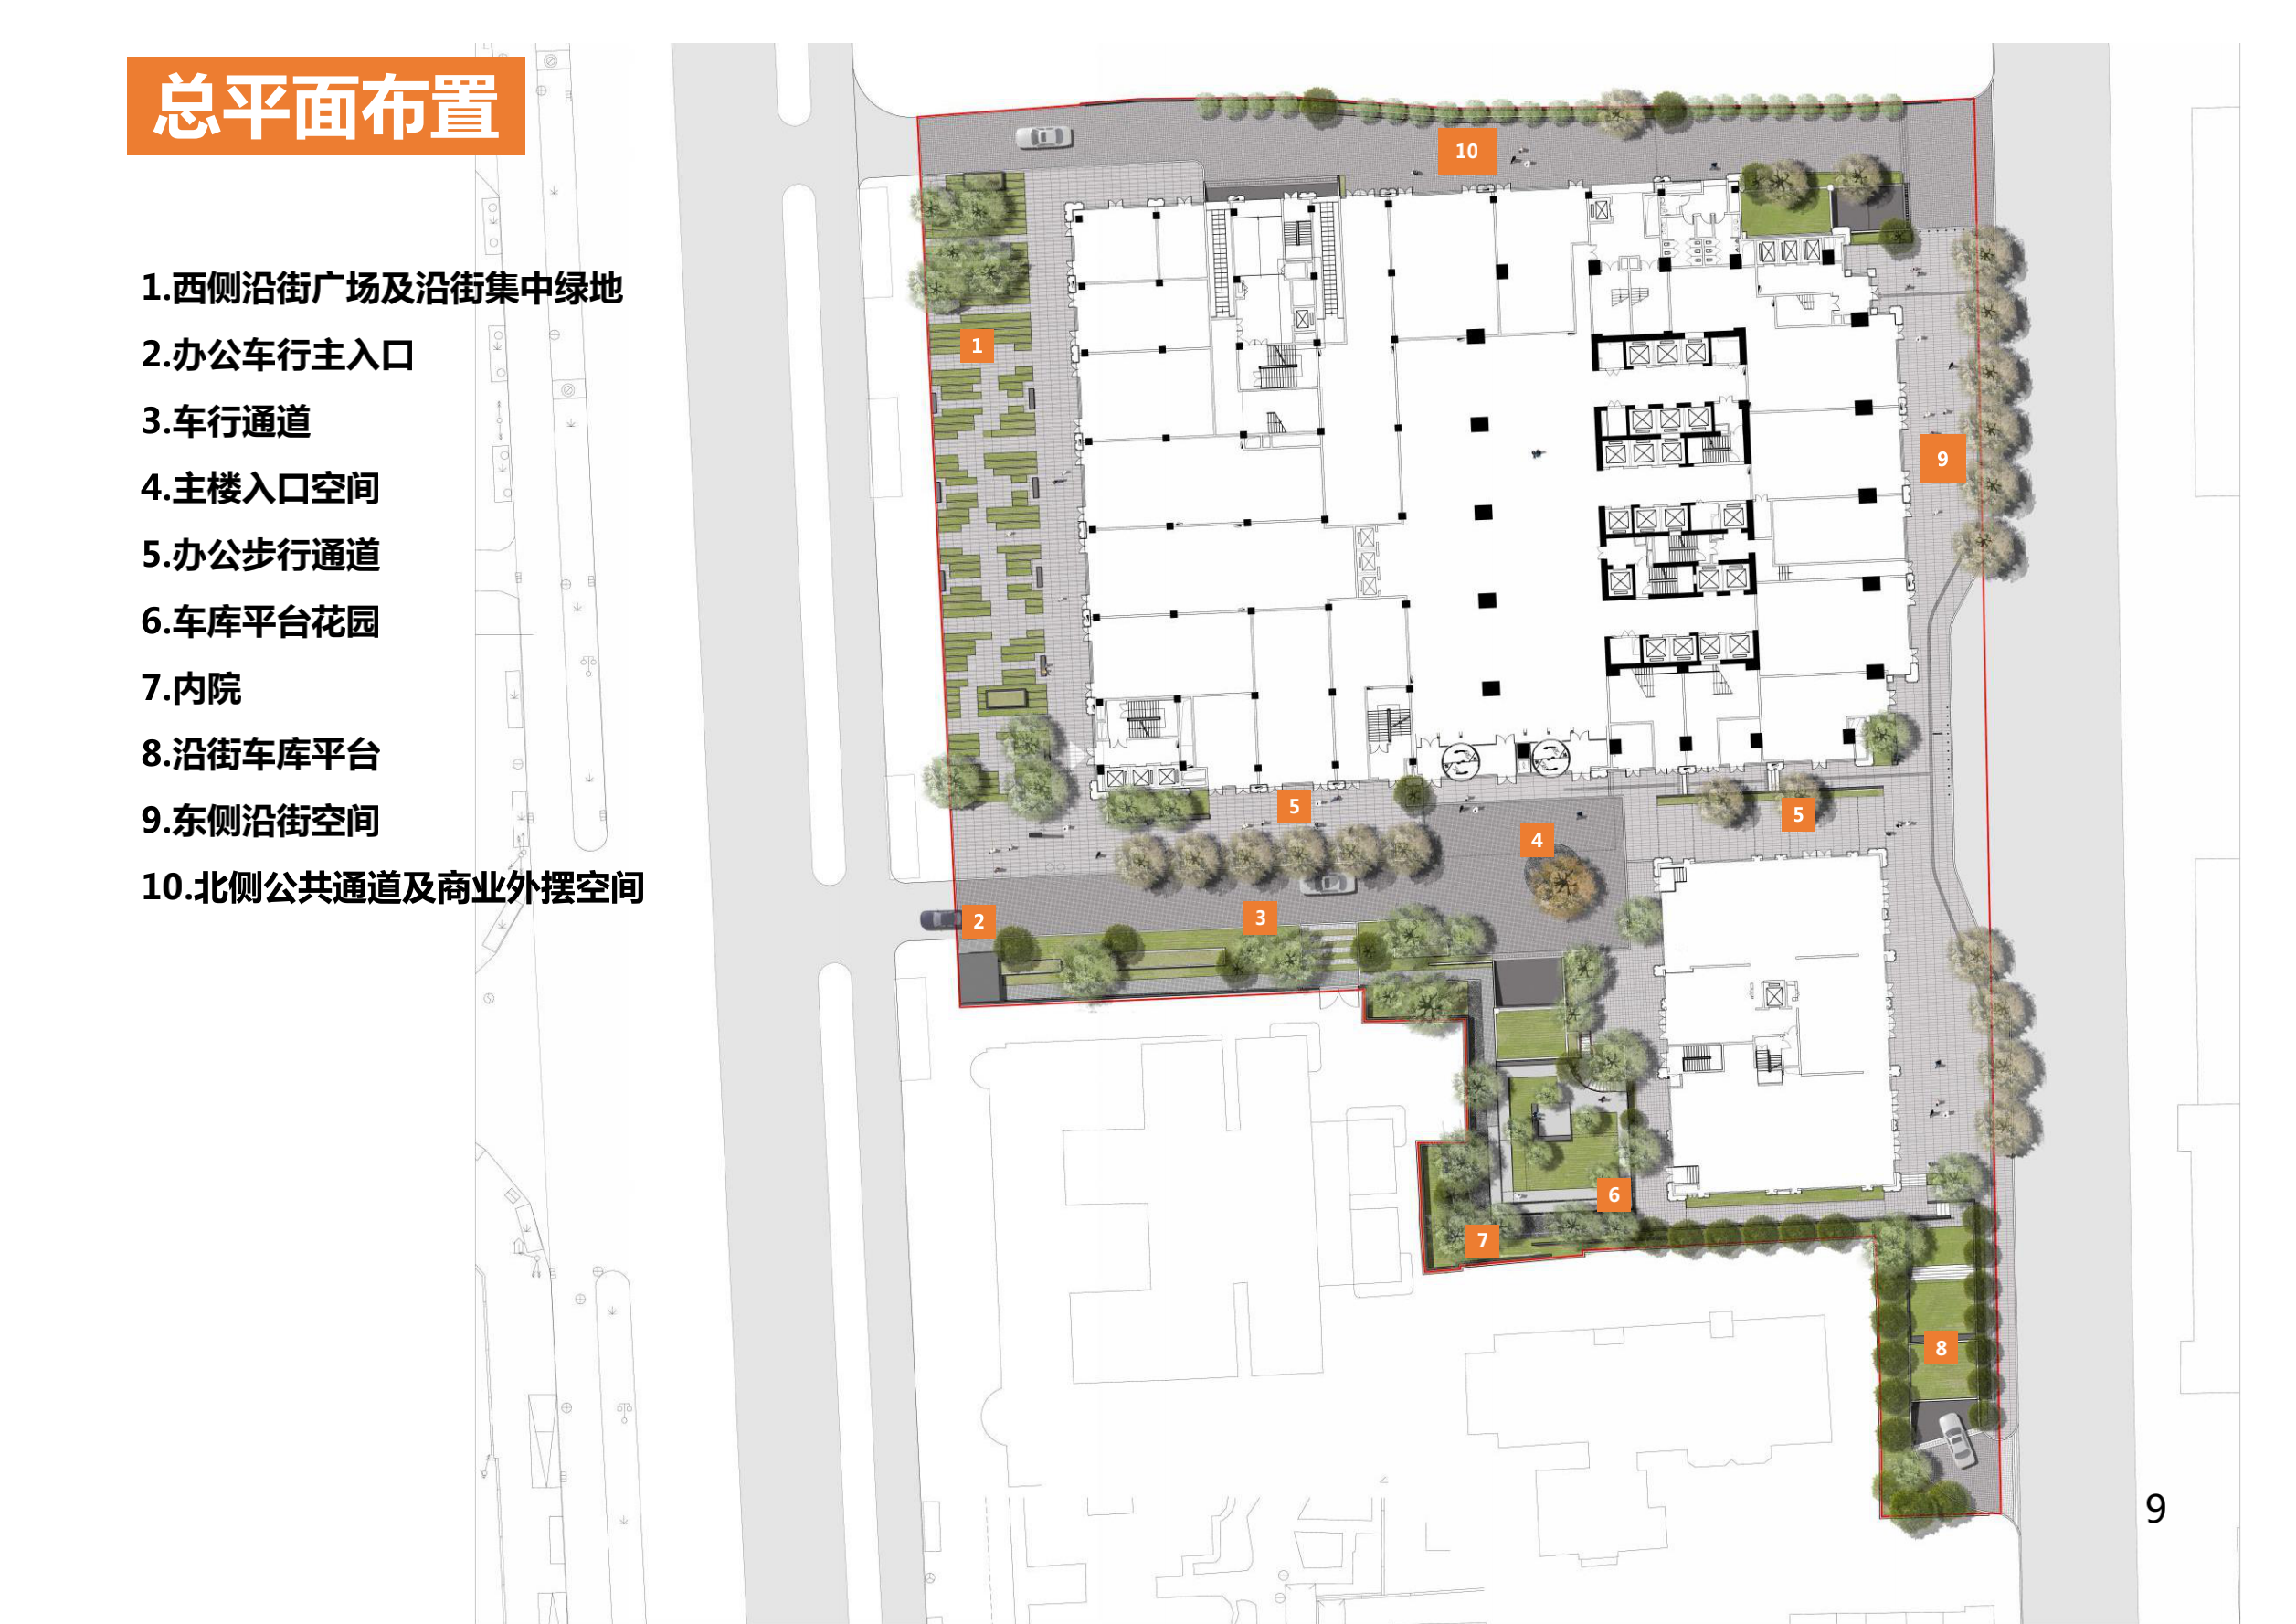 总平面布置
1.西侧沿街广场及沿街集中绿地
2.办公车行主入口
3.车行通道
4.主楼入口空间
5.办公步行通道
6.车库平台花园
7.内院
8.沿街车库平台
9.东侧沿街空间
10.北侧公共通道及商业外摆空间
10
1
9
5
5
4
2
3
6
7
8
9